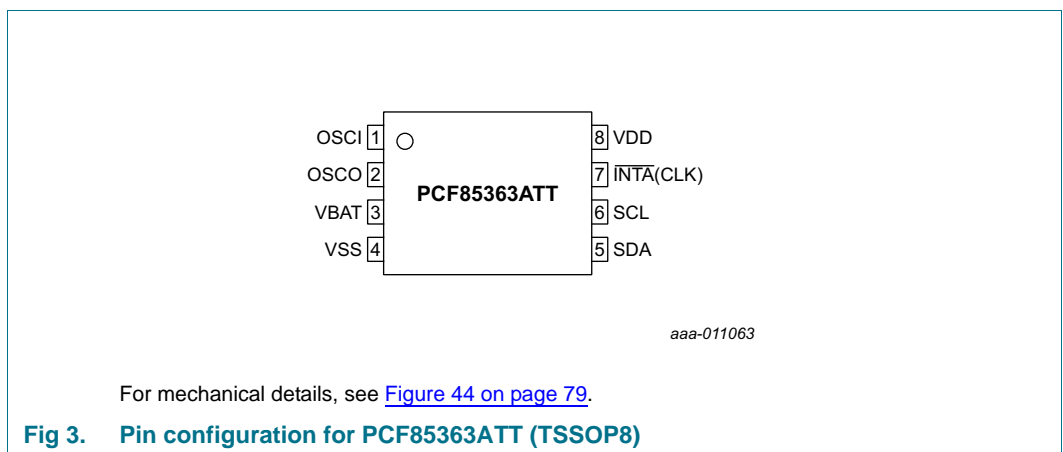 OSCI 1 8 VDD
OSCO 2 7 INTA(CLK)
PCF85363ATT
VBAT 3 6 SCL
VSS 4 5 SDA
aaa-011063
For mechanical details, see Figure 44 on page 79.
Fig 3. Pin configuration for PCF85363ATT (TSSOP8)